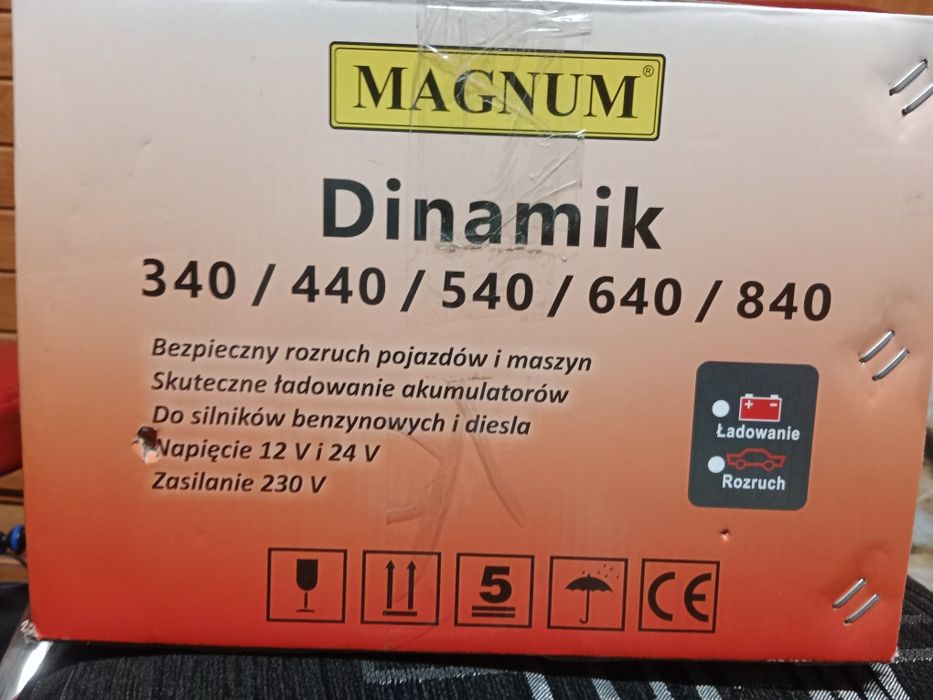 MAGNUM®
Dinamik
340 / 440 / 540 / 640 / 840
Bezpieczny rozruch pojazdów i maszyn
Skuteczne ładowanie akumulatorów
Do silników benzynowych i diesla
Napięcie 12 V i 24 V
Zasilanie 230 V
Ładowanie
Rozruch
5
CE